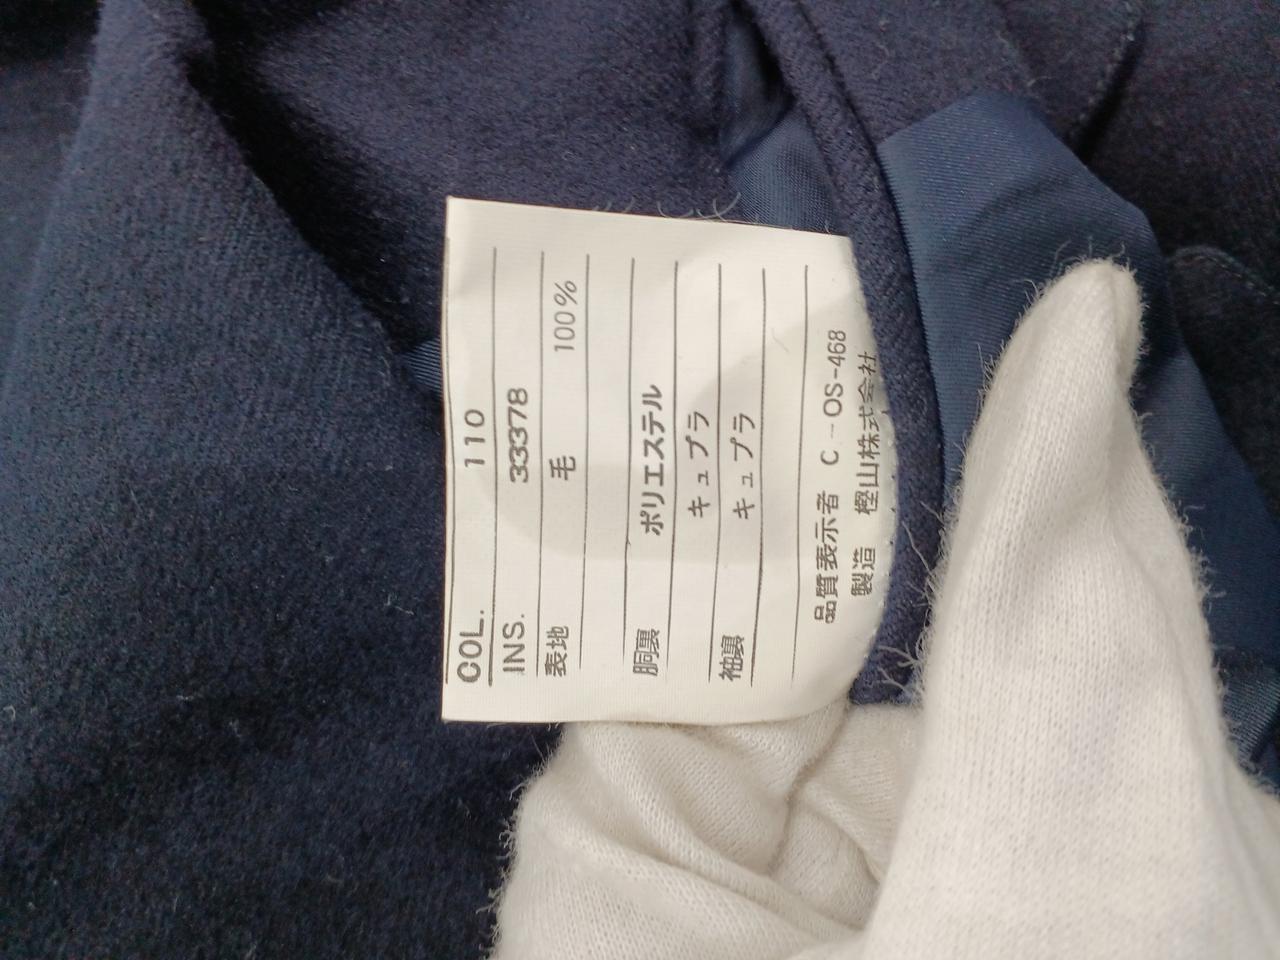 COL. 110
INS. 33378
表地 毛 100%
胴裏 ポリエステル
キュプラ
袖裏 キュプラ
品質表示者 C-OS-468
製造 樫山株式会社